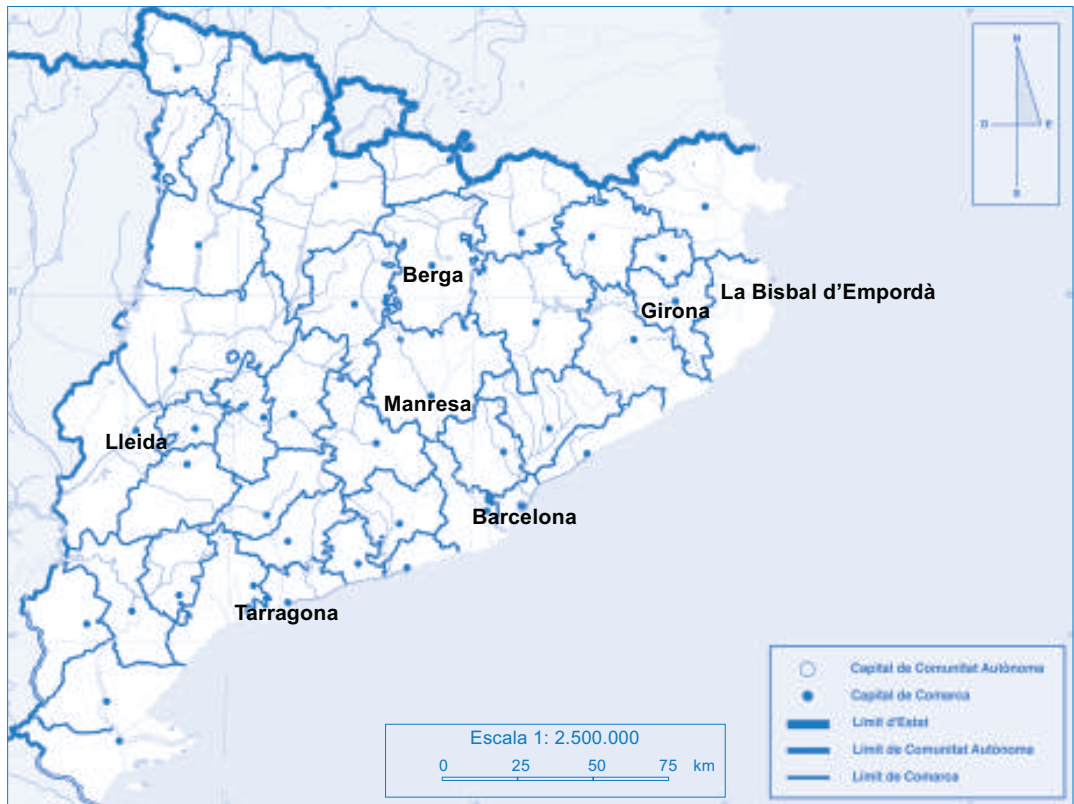 N
O E
S
Berga
La Bisbal d’Empordà
Girona
Manresa
Lleida
Barcelona
Tarragona
Capital de Comunitat Autònoma
Capital de Comarca
Límit d'Estat
Límit de Comunitat Autònoma
Límit de Comarca
Escala 1: 2.500.000
0 25 50 75 km